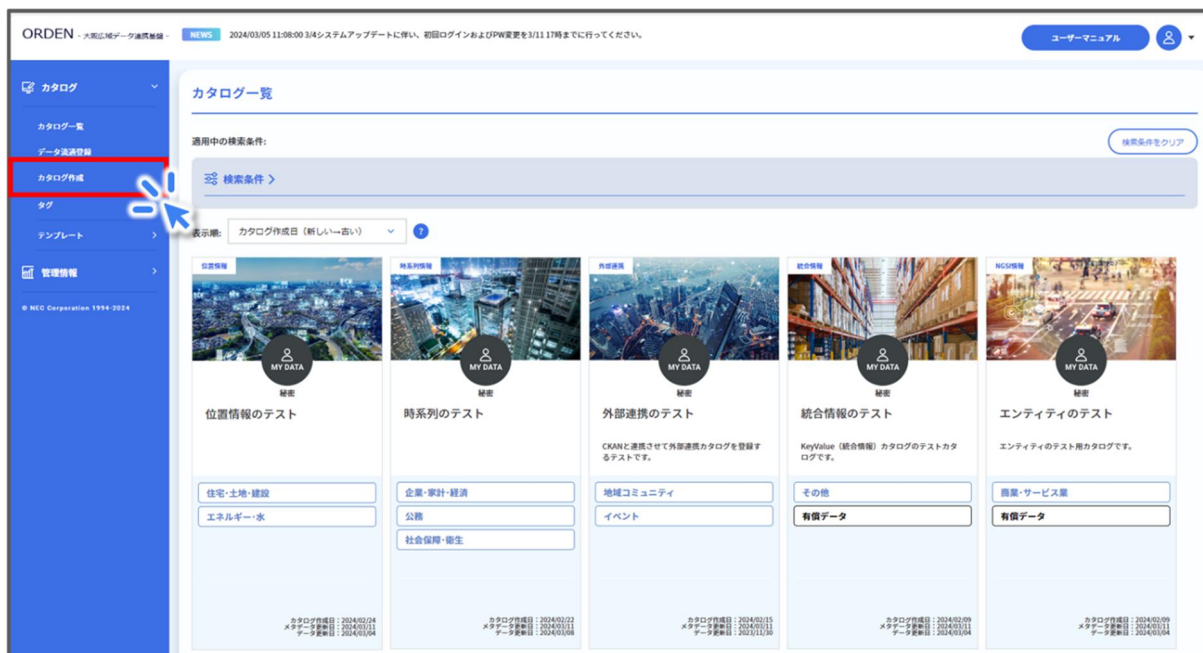 ORDEN - 大阪広域データ連携基盤 -
NEWS 2024/03/05 11:08:00 3/4システムアップデートに伴い、初回ログインおよびPW変更を3/11 17時までに行ってください。
ユーザーマニュアル
カタログ
カタログ一覧
データ流通登録
カタログ作成
タグ
テンプレート
管理情報
© NEC Corporation 1994-2024
カタログ一覧
適用中の検索条件:
検索条件をクリア
検索条件
表示順: カタログ作成日（新しい→古い） ?
位置情報
MY DATA
秘密
位置情報のテスト
住宅･土地･建設
エネルギー･水
カタログ作成日：2024/02/24
メタデータ更新日：2024/03/11
データ更新日：2024/03/04
時系列情報
MY DATA
秘密
時系列のテスト
企業･家計･経済
公務
社会保障･衛生
カタログ作成日：2024/02/22
メタデータ更新日：2024/03/11
データ更新日：2024/03/08
外部連携
MY DATA
秘密
外部連携のテスト
CKANと連携させて外部連携カタログを登録す
るテストです。
地域コミュニティ
イベント
カタログ作成日：2024/02/15
メタデータ更新日：2024/03/11
データ更新日：2023/11/30
統合情報
MY DATA
秘密
統合情報のテスト
KeyValue（統合情報）カタログのテストカタ
ログです。
その他
有償データ
カタログ作成日：2024/02/09
メタデータ更新日：2024/03/11
データ更新日：2024/03/04
NGSI情報
MY DATA
秘密
エンティティのテスト
エンティティのテスト用カタログです。
商業･サービス業
有償データ
カタログ作成日：2024/02/09
メタデータ更新日：2024/03/11
データ更新日：2024/03/04